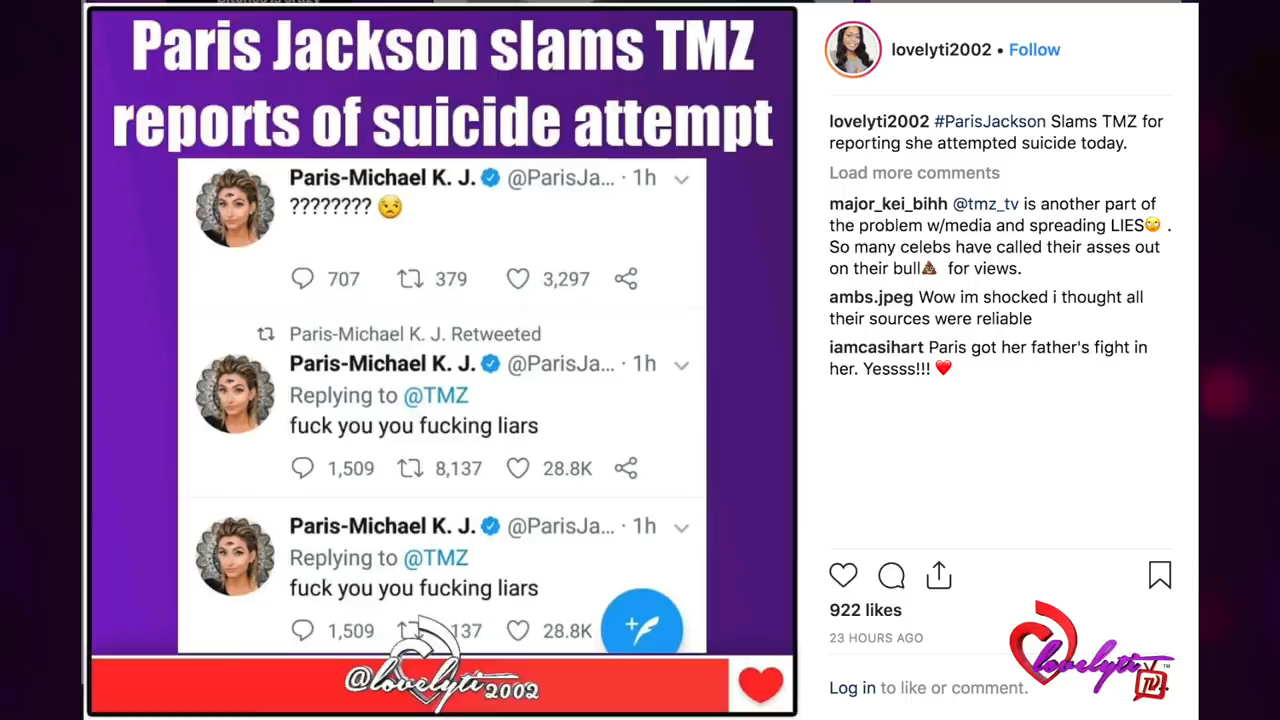 Paris Jackson slams TMZ
reports of suicide attempt
Paris-Michael K. J. @ParisJa... · 1h
???????? 😒
707 379 3,297
Paris-Michael K. J. Retweeted
Paris-Michael K. J. @ParisJa... · 1h
Replying to @TMZ
fuck you you fucking liars
1,509 8,137 28.8K
Paris-Michael K. J. @ParisJa... · 1h
Replying to @TMZ
fuck you you fucking liars
1,509 137 28.8K
@lovelyti2002
lovelyti2002 • Follow
lovelyti2002 #ParisJackson Slams TMZ for
reporting she attempted suicide today.
Load more comments
major_kei_bihh @tmz_tv is another part of
the problem w/media and spreading LIES🙄 .
So many celebs have called their asses out
on their bull💩 for views.
ambs.jpeg Wow im shocked i thought all
their sources were reliable
iamcasihart Paris got her father's fight in
her. Yessss!!! ❤️
922 likes
23 HOURS AGO
Log in to like or comment.
lovelyti
TV™